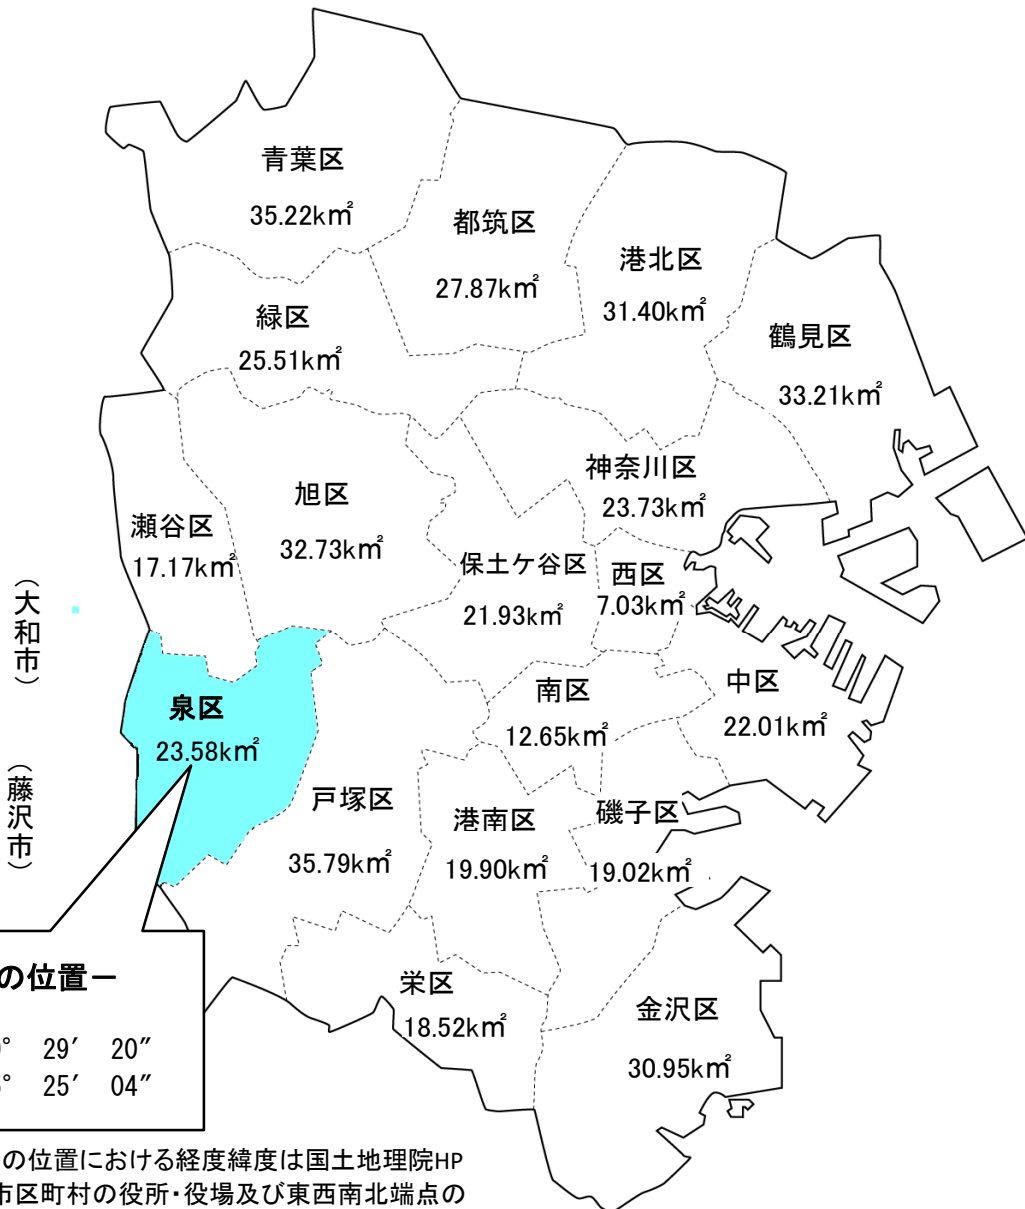 青葉区
35.22k㎡
都筑区
27.87k㎡
港北区
31.40k㎡
緑区
25.51k㎡
鶴見区
33.21k㎡
神奈川区
23.73k㎡
旭区
32.73k㎡
瀬谷区
17.17k㎡
保土ケ谷区
21.93k㎡
西区
7.03k㎡
(大和市)
泉区
23.58k㎡
南区
12.65k㎡
中区
22.01k㎡
(藤沢市)
戸塚区
35.79k㎡
港南区
19.90k㎡
磯子区
19.02k㎡
の位置ー
° 29′ 20″
° 25′ 04″
栄区
18.52k㎡
金沢区
30.95k㎡
の位置における経度緯度は国土地理院HP
市区町村の役所・役場及び東西南北端点の